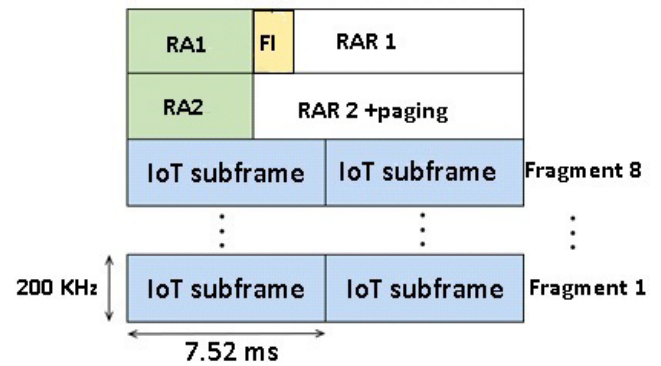 RA1 FI RAR 1
RA2 RAR 2 +paging
IoT subframe IoT subframe Fragment 8
200 KHz IoT subframe IoT subframe Fragment 1
7.52 ms